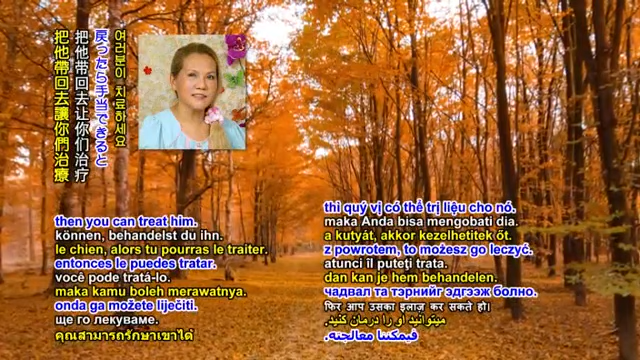 把他帶回去讓你們治療
把他带回去让你们治疗
戻ったら手当できると
여러분이 치료하세요
then you can treat him.
können, behandelst du ihn.
le chien, alors tu pourras le traiter.
entonces le puedes tratar.
você pode tratá-lo.
maka kamu boleh merawatnya.
onda ga možete liječiti.
ще го лекуваме.
คุณสามารถรักษาเขาได้
thì quý vị có thể trị liệu cho nó.
maka Anda bisa mengobati dia.
a kutyát, akkor kezelhetitek őt.
z powrotem, to możesz go leczyć.
atunci îl puteţi trata.
dan kan je hem behandelen.
чадвал та тэрнийг эдгээж болно.
फिर आप उसका इलाज़ कर सकते हो।
میتوانید او را درمان کنید.
فيمكننا معالجته.